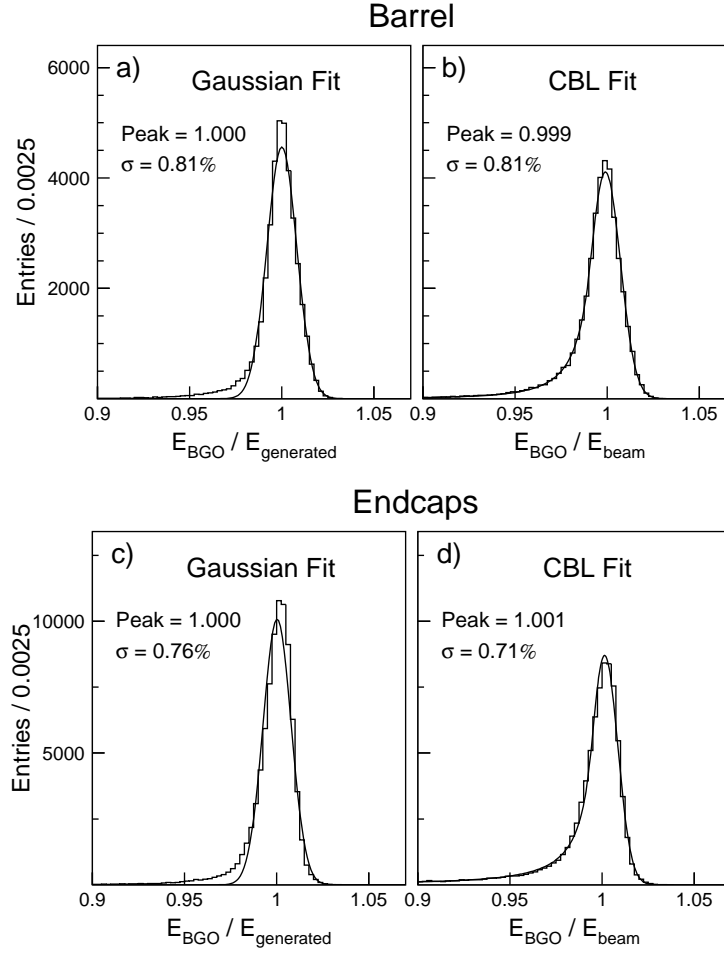 Barrel
a)
Gaussian Fit
Peak = 1.000
σ = 0.81%
Entries / 0.0025
6000
4000
2000
0.9
0.95
1
1.05
E_BGO / E_generated
b)
CBL Fit
Peak = 0.999
σ = 0.81%
0.9
0.95
1
1.05
E_BGO / E_beam
Endcaps
c)
Gaussian Fit
Peak = 1.000
σ = 0.76%
Entries / 0.0025
10000
5000
0.9
0.95
1
1.05
E_BGO / E_generated
d)
CBL Fit
Peak = 1.001
σ = 0.71%
0.9
0.95
1
1.05
E_BGO / E_beam